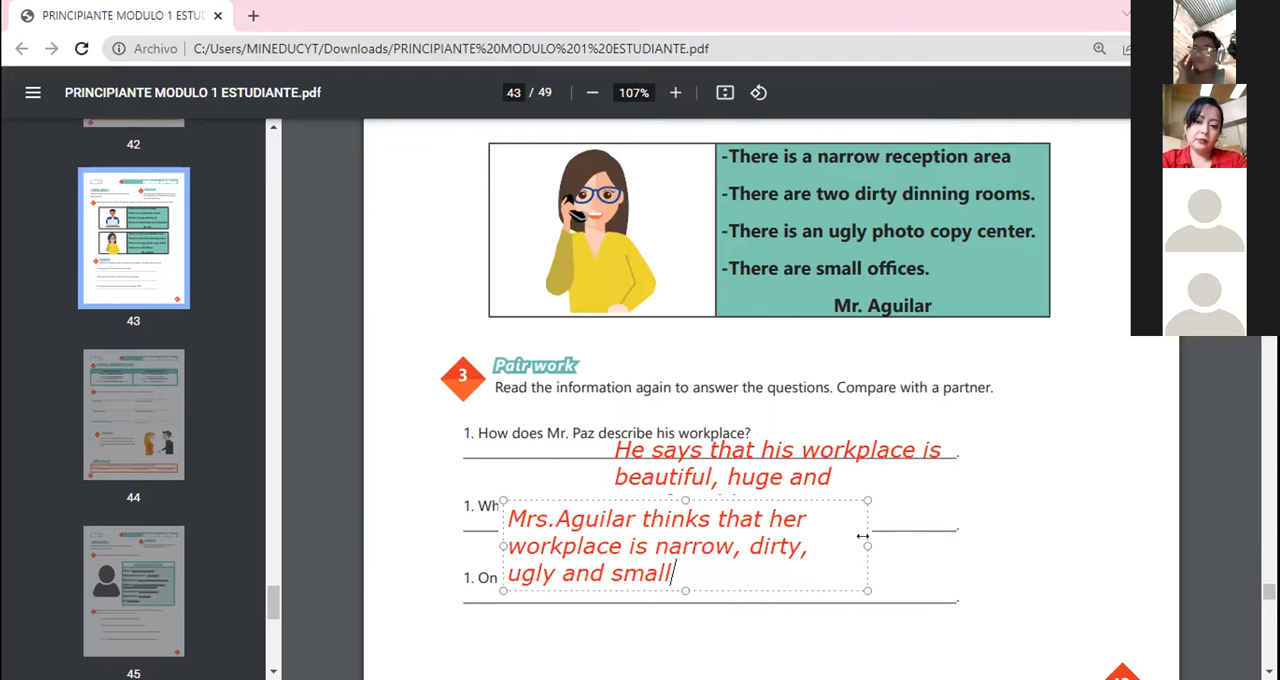 PRINCIPIANTE MODULO 1 ESTU
Archivo C:/Users/MINEDUCYT/Downloads/PRINCIPIANTE%20MODULO%201%20ESTUDIANTE.pdf
PRINCIPIANTE MODULO 1 ESTUDIANTE.pdf
43 / 49
107%
42
43
44
45
-There is a narrow reception area
-There are two dirty dinning rooms.
-There is an ugly photo copy center.
-There are small offices.
Mr. Aguilar
3
Pair work
Read the information again to answer the questions. Compare with a partner.
1. How does Mr. Paz describe his workplace?
He says that his workplace is
beautiful, huge and
1. Wh
Mrs.Aguilar thinks that her
workplace is narrow, dirty,
ugly and small
1. On